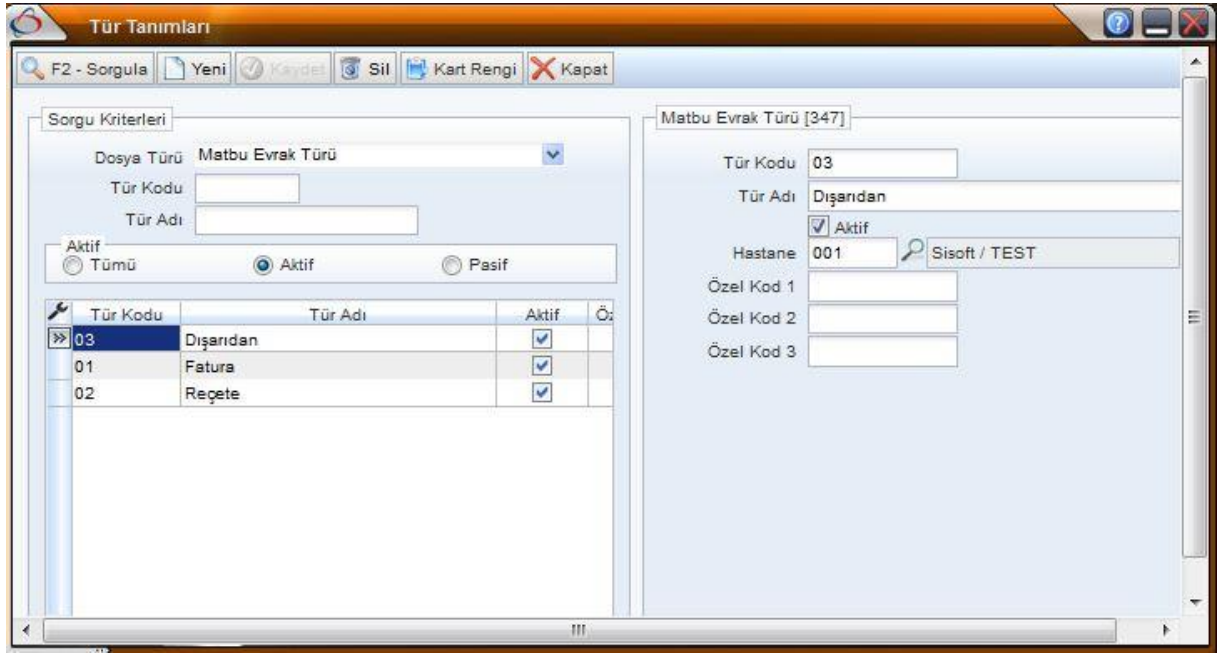 Tür Tanımları
F2 - Sorgula Yeni Kaydet Sil Kart Rengi Kapat
Sorgu Kriterleri
Dosya Türü Matbu Evrak Türü
Tür Kodu
Tür Adı
Aktif
Tümü Aktif Pasif
Tür Kodu Tür Adı Aktif Öz
03 Dışarıdan
01 Fatura
02 Reçete
Matbu Evrak Türü [347]
Tür Kodu 03
Tür Adı Dışarıdan
Aktif
Hastane 001 Sisoft / TEST
Özel Kod 1
Özel Kod 2
Özel Kod 3